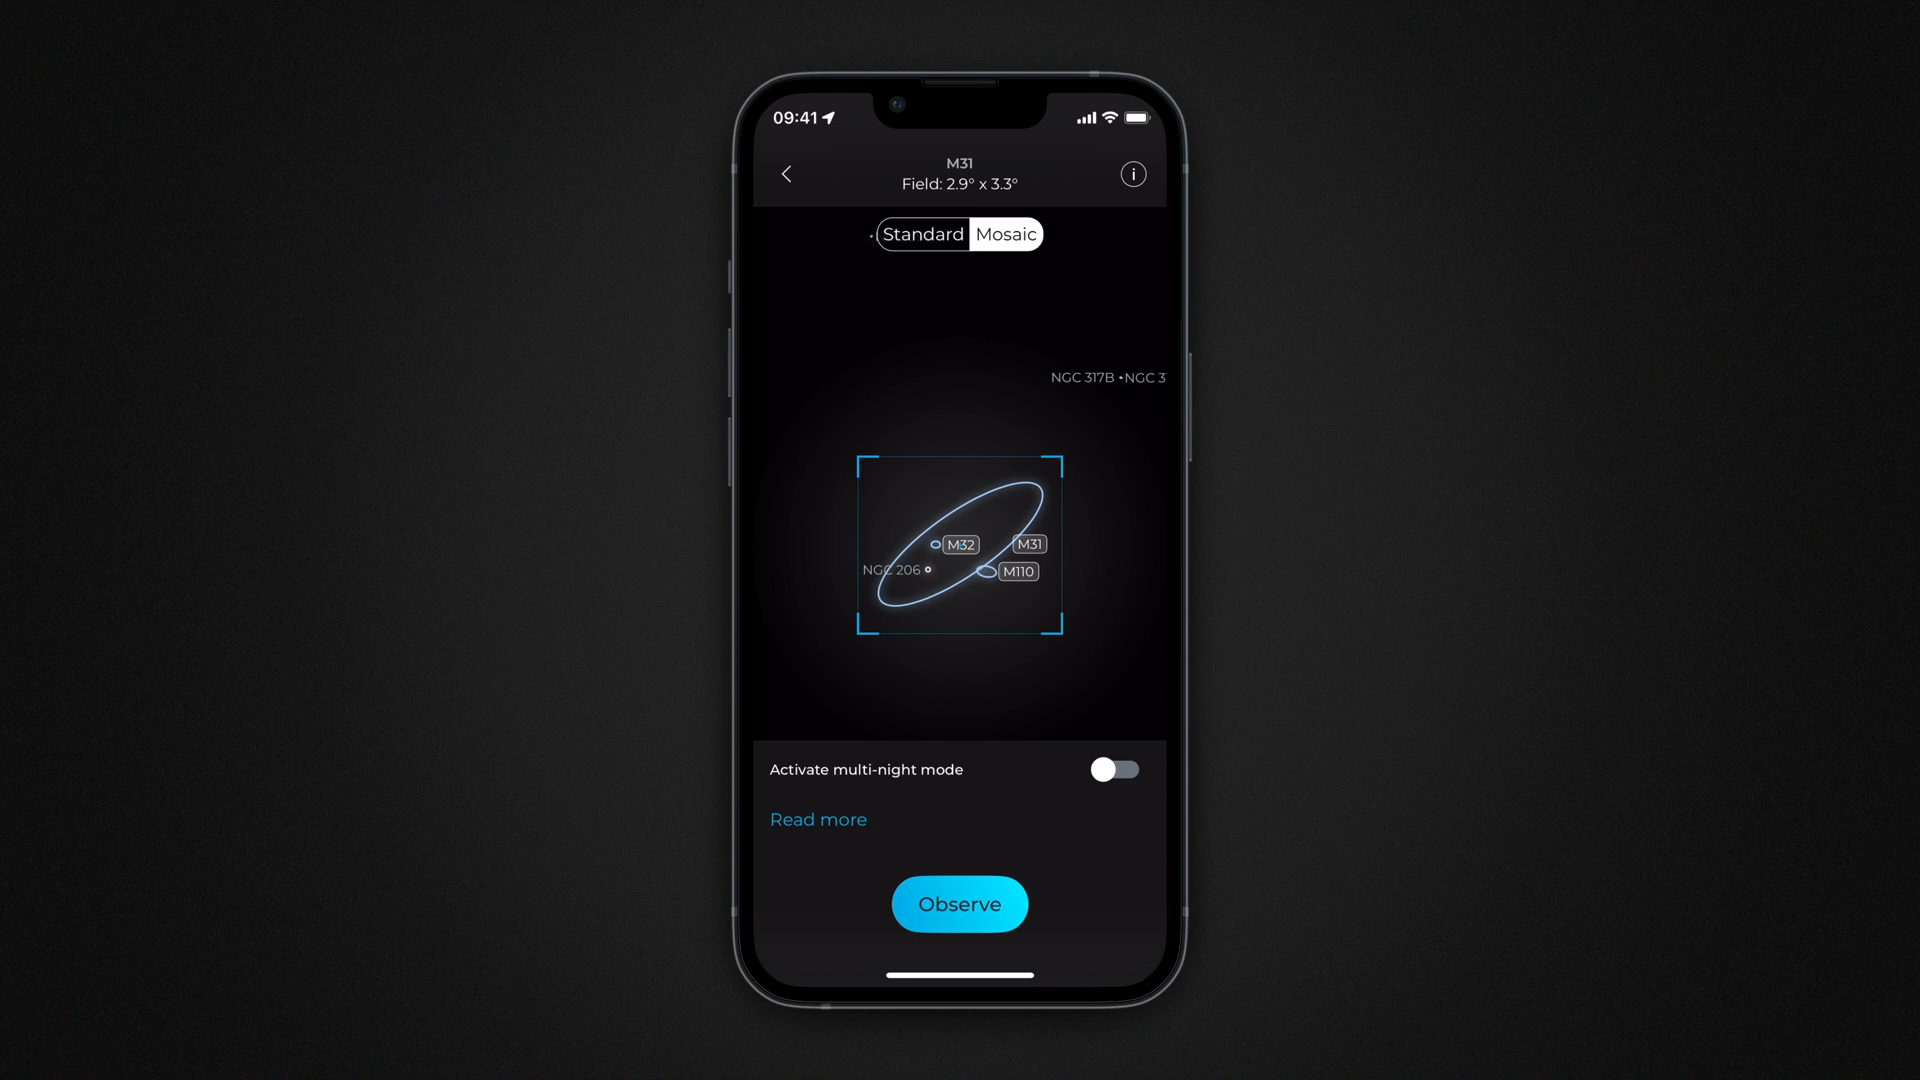 09:41
M31
Field: 2.9° x 3.3°
i
Standard Mosaic
NGC 317B NGC 3
M32 M31
NGC 206 M110
Activate multi-night mode
Read more
Observe